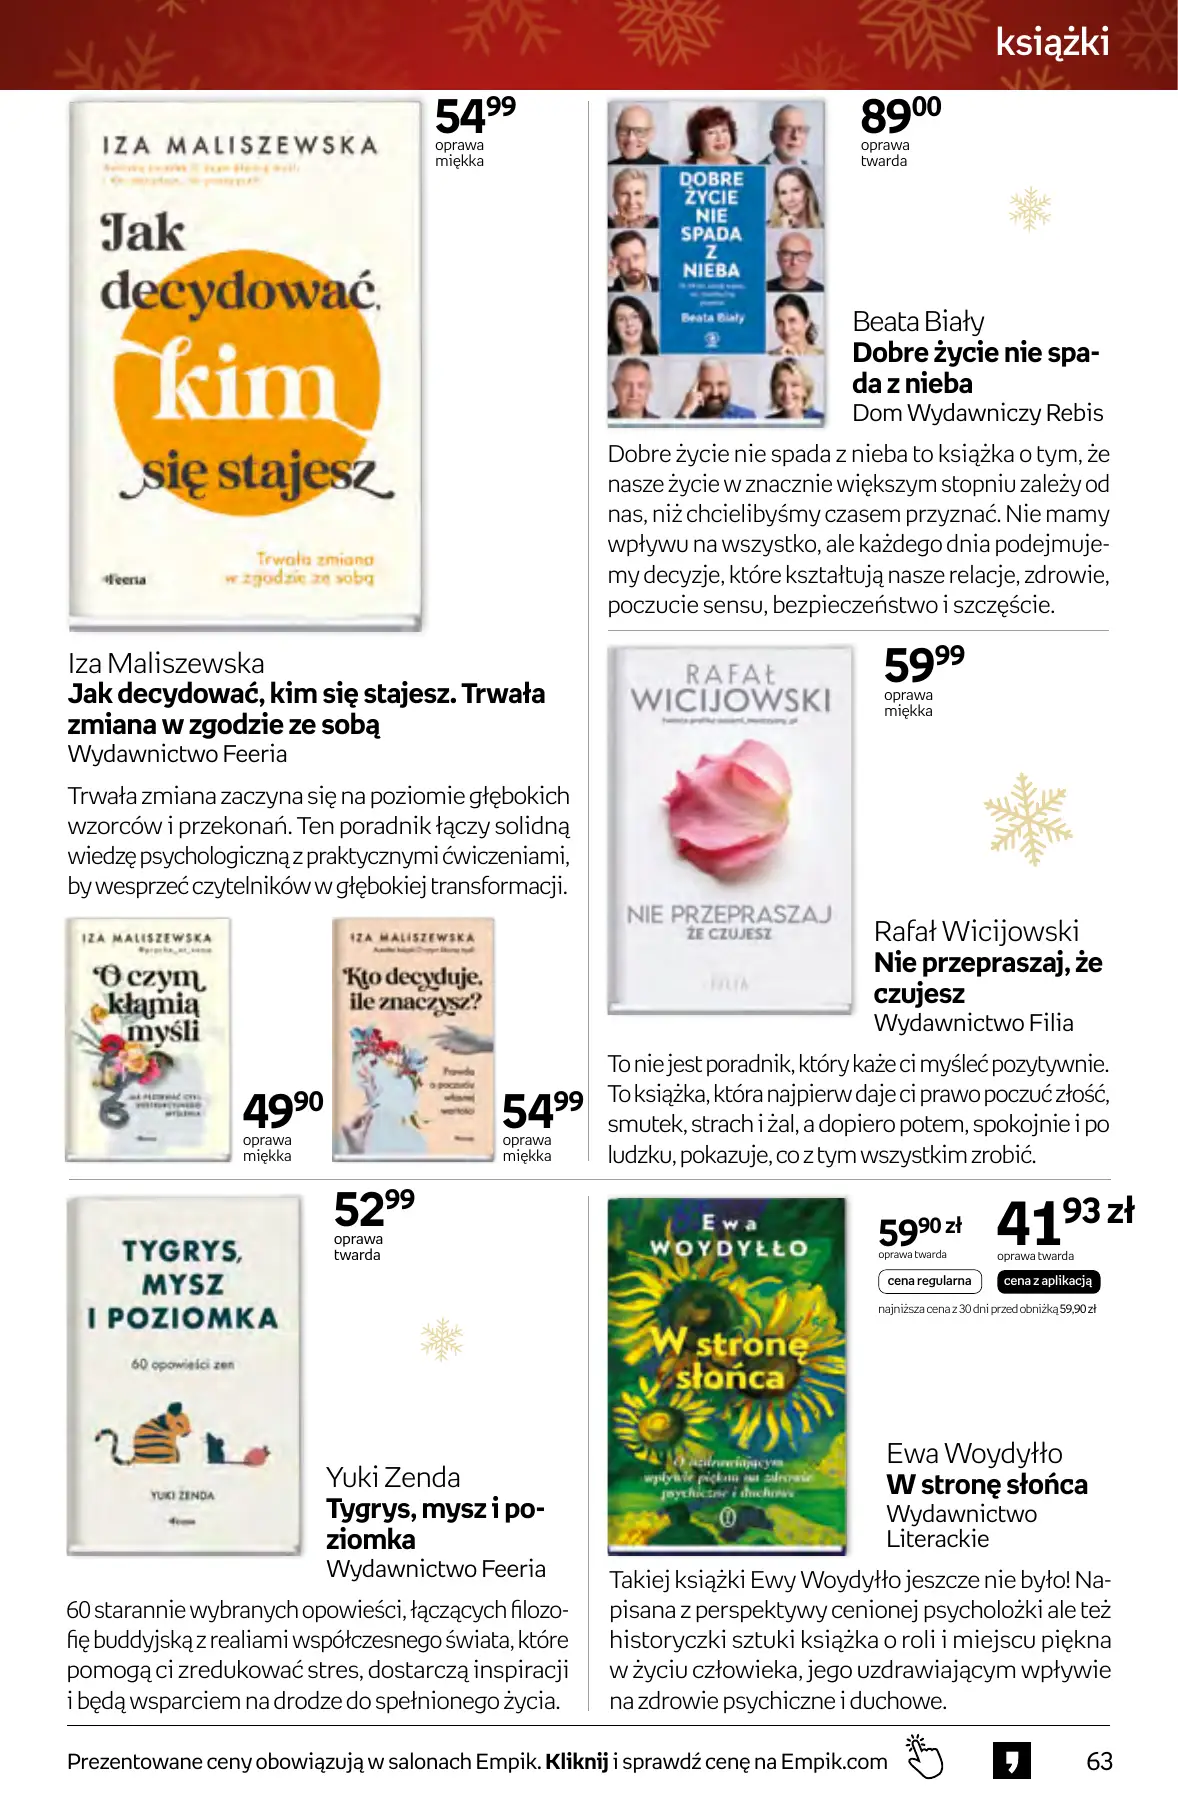 książki
IZA MALISZEWSKA
Jak
decydować,
kim
się stajesz
Trwała zmiana
w zgodzie ze sobą
Feeria
54 99
oprawa
miękka
Iza Maliszewska
Jak decydować, kim się stajesz. Trwała
zmiana w zgodzie ze sobą
Wydawnictwo Feeria
Trwała zmiana zaczyna się na poziomie głębokich
wzorców i przekonań. Ten poradnik łączy solidną
wiedzę psychologiczną z praktycznymi ćwiczeniami,
by wesprzeć czytelników w głębokiej transformacji.
IZA MALISZEWSKA
O czym
kłamią
myśli
49 90
oprawa
miękka
IZA MALISZEWSKA
Kto decyduje,
ile znaczysz?
Prawda
o poczuciu
własnej
wartości
54 99
oprawa
miękka
TYGRYS,
MYSZ
I POZIOMKA
60 opowieści zen
YUKI ZENDA
Feeria
52 99
oprawa
twarda
Yuki Zenda
Tygrys, mysz i po-
ziomka
Wydawnictwo Feeria
60 starannie wybranych opowieści, łączących filozo-
fię buddyjską z realiami współczesnego świata, które
pomogą ci zredukować stres, dostarczą inspiracji
i będą wsparciem na drodze do spełnionego życia.
DOBRE
ŻYCIE
NIE
SPADA
Z
NIEBA
Beata Biały
89 00
oprawa
twarda
Beata Biały
Dobre życie nie spa-
da z nieba
Dom Wydawniczy Rebis
Dobre życie nie spada z nieba to książka o tym, że
nasze życie w znacznie większym stopniu zależy od
nas, niż chcielibyśmy czasem przyznać. Nie mamy
wpływu na wszystko, ale każdego dnia podejmuje-
my decyzje, które kształtują nasze relacje, zdrowie,
poczucie sensu, bezpieczeństwo i szczęście.
RAFAŁ
WICIJOWSKI
NIE PRZEPRASZAJ
ŻE CZUJESZ
FILIA
59 99
oprawa
miękka
Rafał Wicijowski
Nie przepraszaj, że
czujesz
Wydawnictwo Filia
To nie jest poradnik, który każe ci myśleć pozytywnie.
To książka, która najpierw daje ci prawo poczuć złość,
smutek, strach i żal, a dopiero potem, spokojnie i po
ludzku, pokazuje, co z tym wszystkim zrobić.
Ewa
WOYDYŁŁO
W stronę
słońca
O uzdrawiającym
wpływie piękna na zdrowie
psychiczne i duchowe
59 90 zł
oprawa twarda
cena regularna
41 93 zł
oprawa twarda
cena z aplikacją
najniższa cena z 30 dni przed obniżką 59,90 zł
Ewa Woydyłło
W stronę słońca
Wydawnictwo
Literackie
Takiej książki Ewy Woydyłło jeszcze nie było! Na-
pisana z perspektywy cenionej psycholożki ale też
historyczki sztuki książka o roli i miejscu piękna
w życiu człowieka, jego uzdrawiającym wpływie
na zdrowie psychiczne i duchowe.
Prezentowane ceny obowiązują w salonach Empik. Kliknij i sprawdź cenę na Empik.com
63